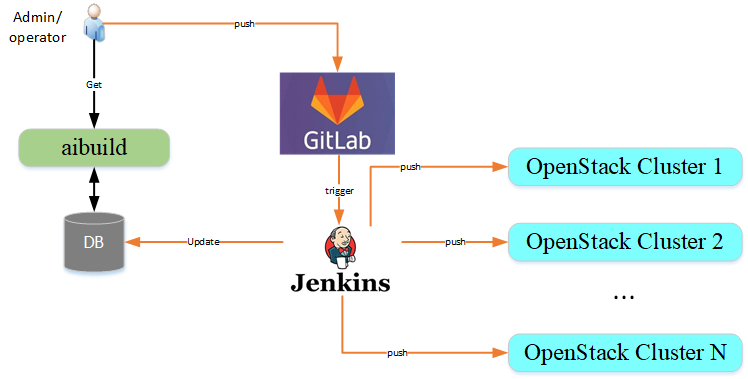 Admin/
operator
push
Get
GitLab
aibuild
trigger
push
OpenStack Cluster 1
DB
Update
push
OpenStack Cluster 2
Jenkins
...
push
OpenStack Cluster N